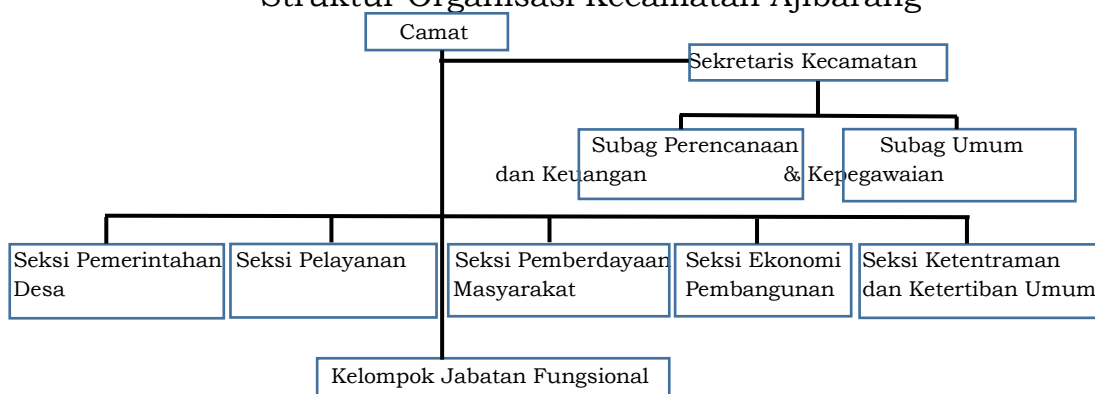 Struktur Organisasi Kecamatan Ajibarang
Camat
Sekretaris Kecamatan
Subag Perencanaan
dan Keuangan
Subag Umum
& Kepegawaian
Seksi Pemerintahan
Desa
Seksi Pelayanan
Seksi Pemberdayaan
Masyarakat
Seksi Ekonomi
Pembangunan
Seksi Ketentraman
dan Ketertiban Umum
Kelompok Jabatan Fungsional